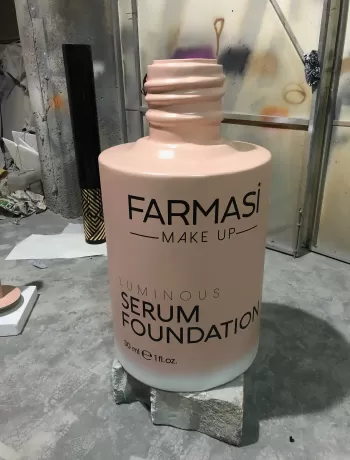 FARMASi
MAKE UP
LUMINOUS
SERUM
FOUNDATION
30 ml ℮ 1 fl.oz.